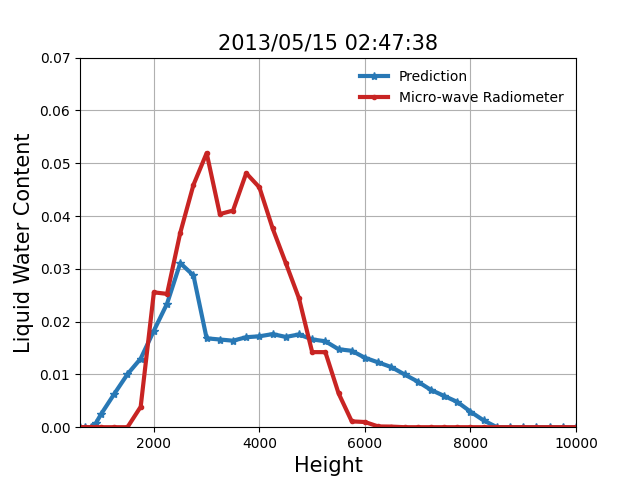 2013/05/15 02:47:38
0.07
0.06
0.05
0.04
0.03
0.02
0.01
0.00
Liquid Water Content
Prediction
Micro-wave Radiometer
2000 4000 6000 8000 10000
Height